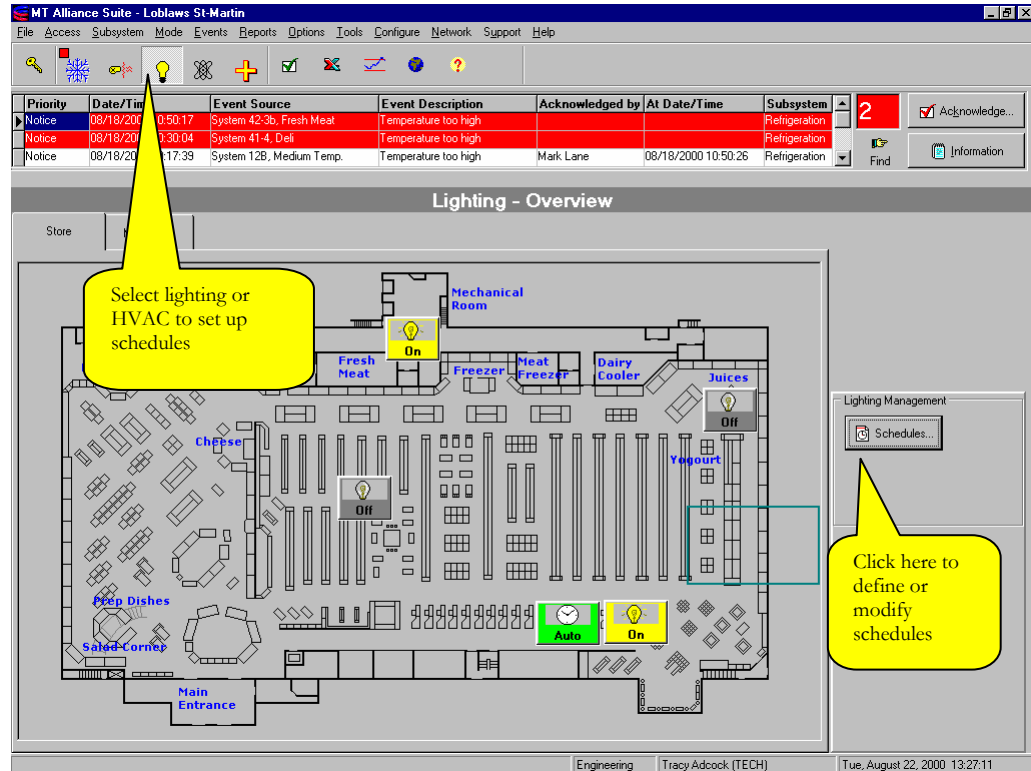 MT Alliance Suite - Loblaws St-Martin
File Access Subsystem Mode Events Reports Options Tools Configure Network Support Help
Priority Date/Tim Event Source Event Description Acknowledged by At Date/Time Subsystem
Notice 08/18/200 0:50:17 System 42-3b, Fresh Meat Temperature too high Refrigeration
Notice 08/18/200 0:30:04 System 41-4, Deli Temperature too high Refrigeration
Notice 08/18/200 :17:39 System 12B, Medium Temp. Temperature too high Mark Lane 08/18/2000 10:50:26 Refrigeration
2
Find
Acknowledge...
Information
Lighting - Overview
Store
Select lighting or
HVAC to set up
schedules
Mechanical
Room
On
Fresh
Meat
Freezer
Meat
Freezer
Dairy
Cooler
Juices
Off
Cheese
Yogourt
Off
Lighting Management
Schedules...
Click here to
define or
modify
schedules
Prep Dishes
Salad Corner
Auto
On
Main
Entrance
Engineering Tracy Adcock (TECH) Tue, August 22, 2000 13:27:11